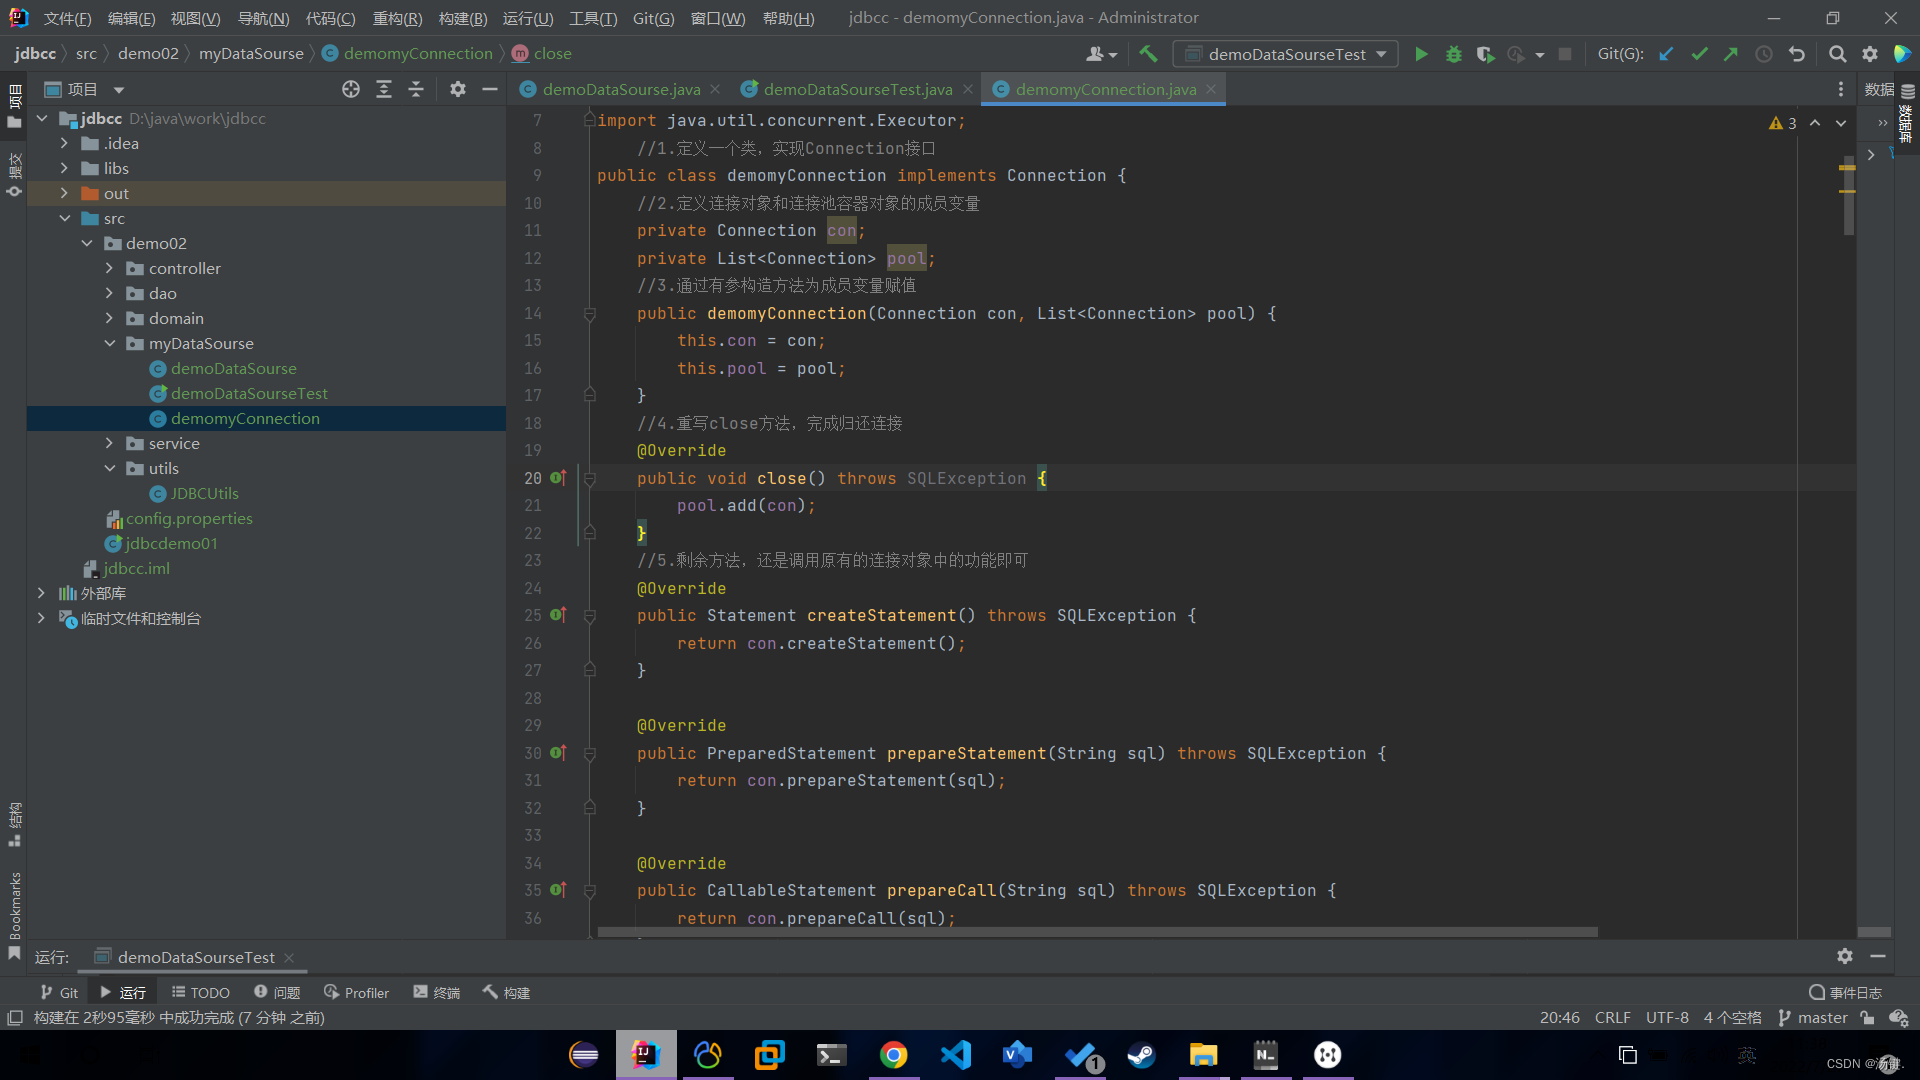 文件(F) 编辑(E) 视图(V) 导航(N) 代码(C) 重构(R) 构建(B) 运行(U) 工具(T) Git(G) 窗口(W) 帮助(H) jdbcc - demomyConnection.java - Administrator
jdbcc src demo02 myDataSourse demomyConnection close demoDataSourseTest Git(G):
项目 demoDataSourse.java demoDataSourseTest.java demomyConnection.java 数据
项目
提交
结构
Bookmarks
数据库
jdbcc D:\java\work\jdbcc
.idea
libs
out
src
demo02
controller
dao
domain
myDataSourse
demoDataSourse
demoDataSourseTest
demomyConnection
service
utils
JDBCUtils
config.properties
jdbcdemo01
jdbcc.iml
外部库
临时文件和控制台
3
7 import java.util.concurrent.Executor;
8 //1.定义一个类，实现Connection接口
9 public class demomyConnection implements Connection {
10 //2.定义连接对象和连接池容器对象的成员变量
11 private Connection con;
12 private List<Connection> pool;
13 //3.通过有参构造方法为成员变量赋值
14 public demomyConnection(Connection con, List<Connection> pool) {
15 this.con = con;
16 this.pool = pool;
17 }
18 //4.重写close方法，完成归还连接
19 @Override
20 public void close() throws SQLException {
21 pool.add(con);
22 }
23 //5.剩余方法，还是调用原有的连接对象中的功能即可
24 @Override
25 public Statement createStatement() throws SQLException {
26 return con.createStatement();
27 }
28
29 @Override
30 public PreparedStatement prepareStatement(String sql) throws SQLException {
31 return con.prepareStatement(sql);
32 }
33
34 @Override
35 public CallableStatement prepareCall(String sql) throws SQLException {
36 return con.prepareCall(sql);
运行: demoDataSourseTest
Git 运行 TODO 问题 Profiler 终端 构建 事件日志
构建在 2秒95毫秒 中成功完成 (7 分钟 之前) 20:46 CRLF UTF-8 4 个空格 master
英
1
CSDN @汤键.